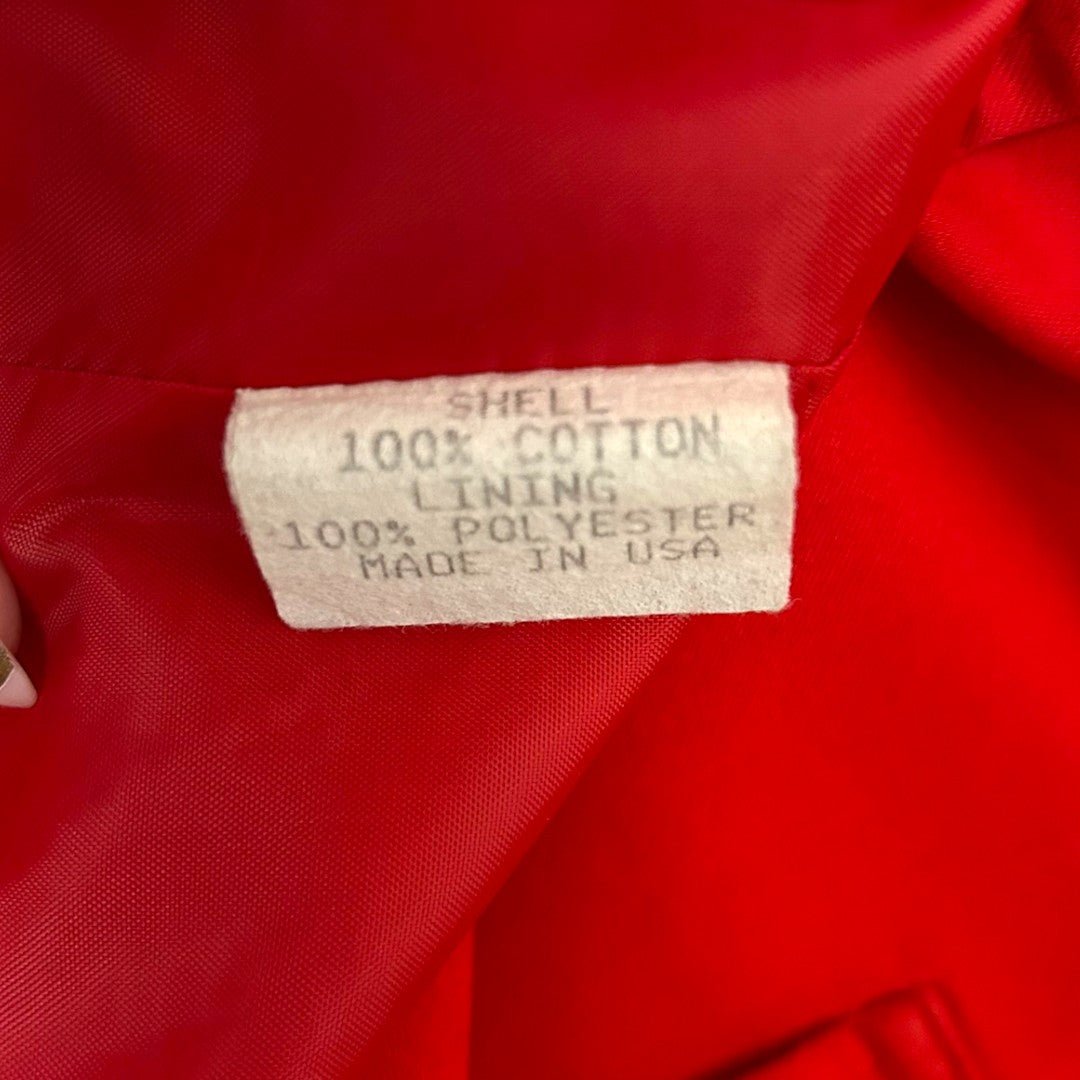 SHELL
100% COTTON
LINING
100% POLYESTER
MADE IN USA